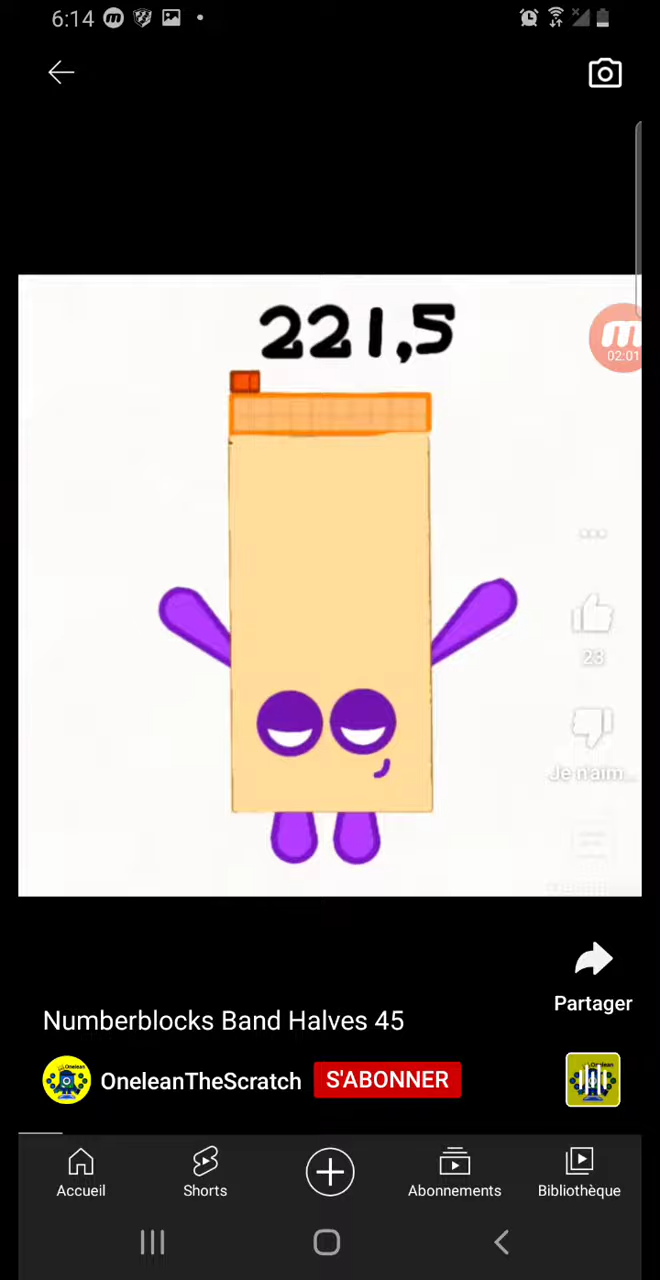 6:14
221,5
02:01
23
Je n'aim...
Partager
Numberblocks Band Halves 45
OneleanTheScratch
S'ABONNER
Accueil
Shorts
Abonnements
Bibliothèque